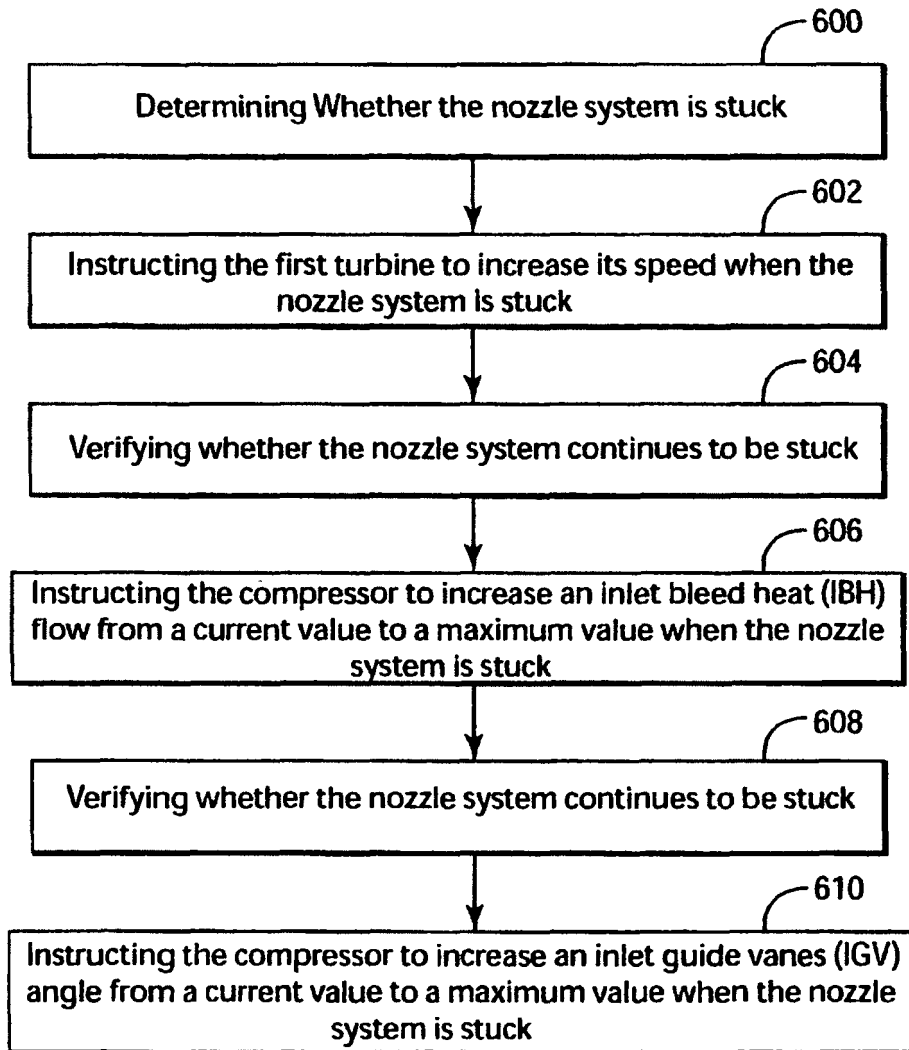 600
Determining Whether the nozzle system is stuck
602
Instructing the first turbine to increase its speed when the
nozzle system is stuck
604
Verifying whether the nozzle system continues to be stuck
606
Instructing the compressor to increase an inlet bleed heat (IBH)
flow from a current value to a maximum value when the nozzle
system is stuck
608
Verifying whether the nozzle system continues to be stuck
610
Instructing the compressor to increase an inlet guide vanes (IGV)
angle from a current value to a maximum value when the nozzle
system is stuck